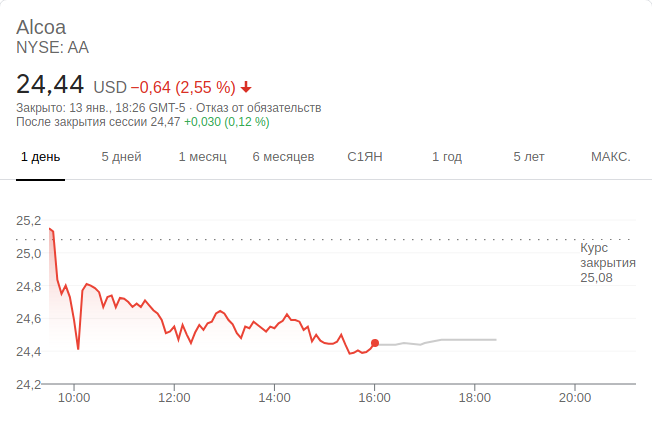 Alcoa
NYSE: AA
24,44 USD −0,64 (2,55 %)
Закрыто: 13 янв., 18:26 GMT-5 · Отказ от обязательств
После закрытия сессии 24,47 +0,030 (0,12 %)
1 день 5 дней 1 месяц 6 месяцев С1ЯН 1 год 5 лет МАКС.
25,2
25,0
24,8
24,6
24,4
24,2
Курс
закрытия
25,08
10:00 12:00 14:00 16:00 18:00 20:00